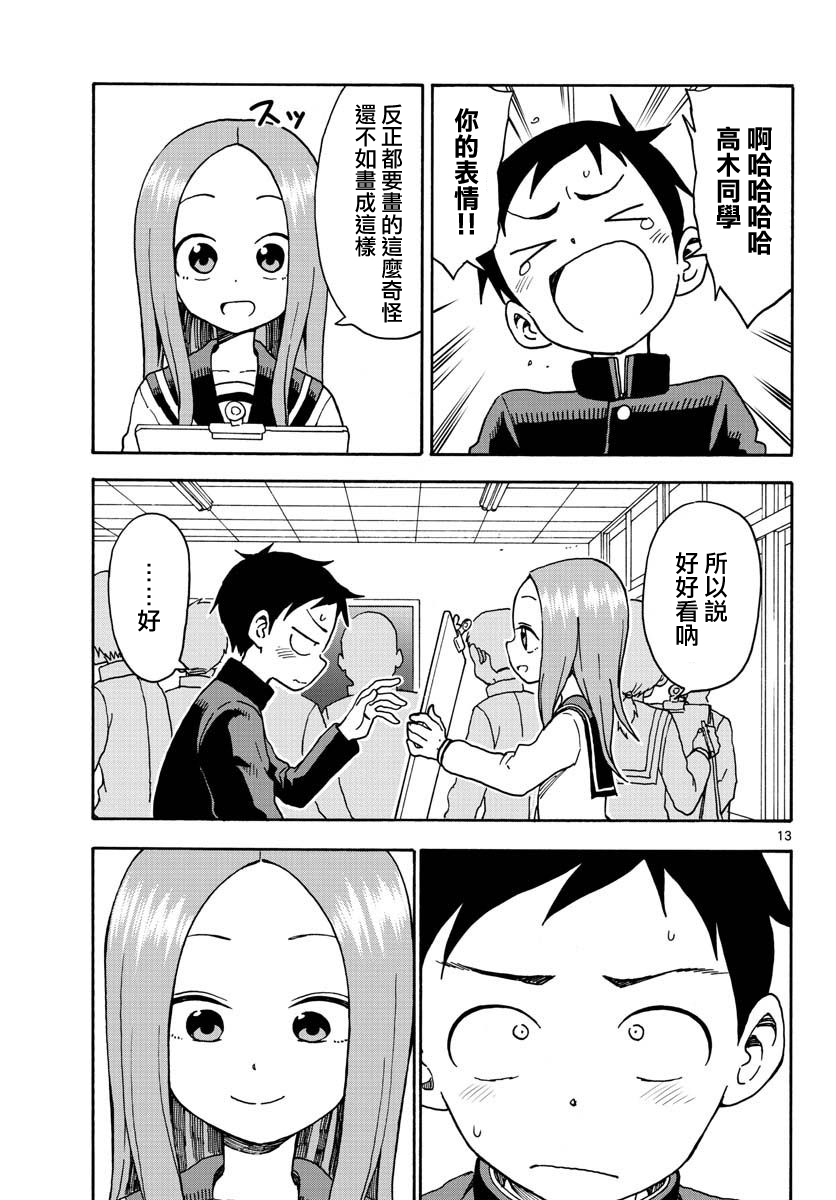 啊哈哈哈哈
高木同學
你的表情!!
反正都要畫的這麼奇怪
還不如畫成這樣
スッ
所以說
好好看吶
……好
13